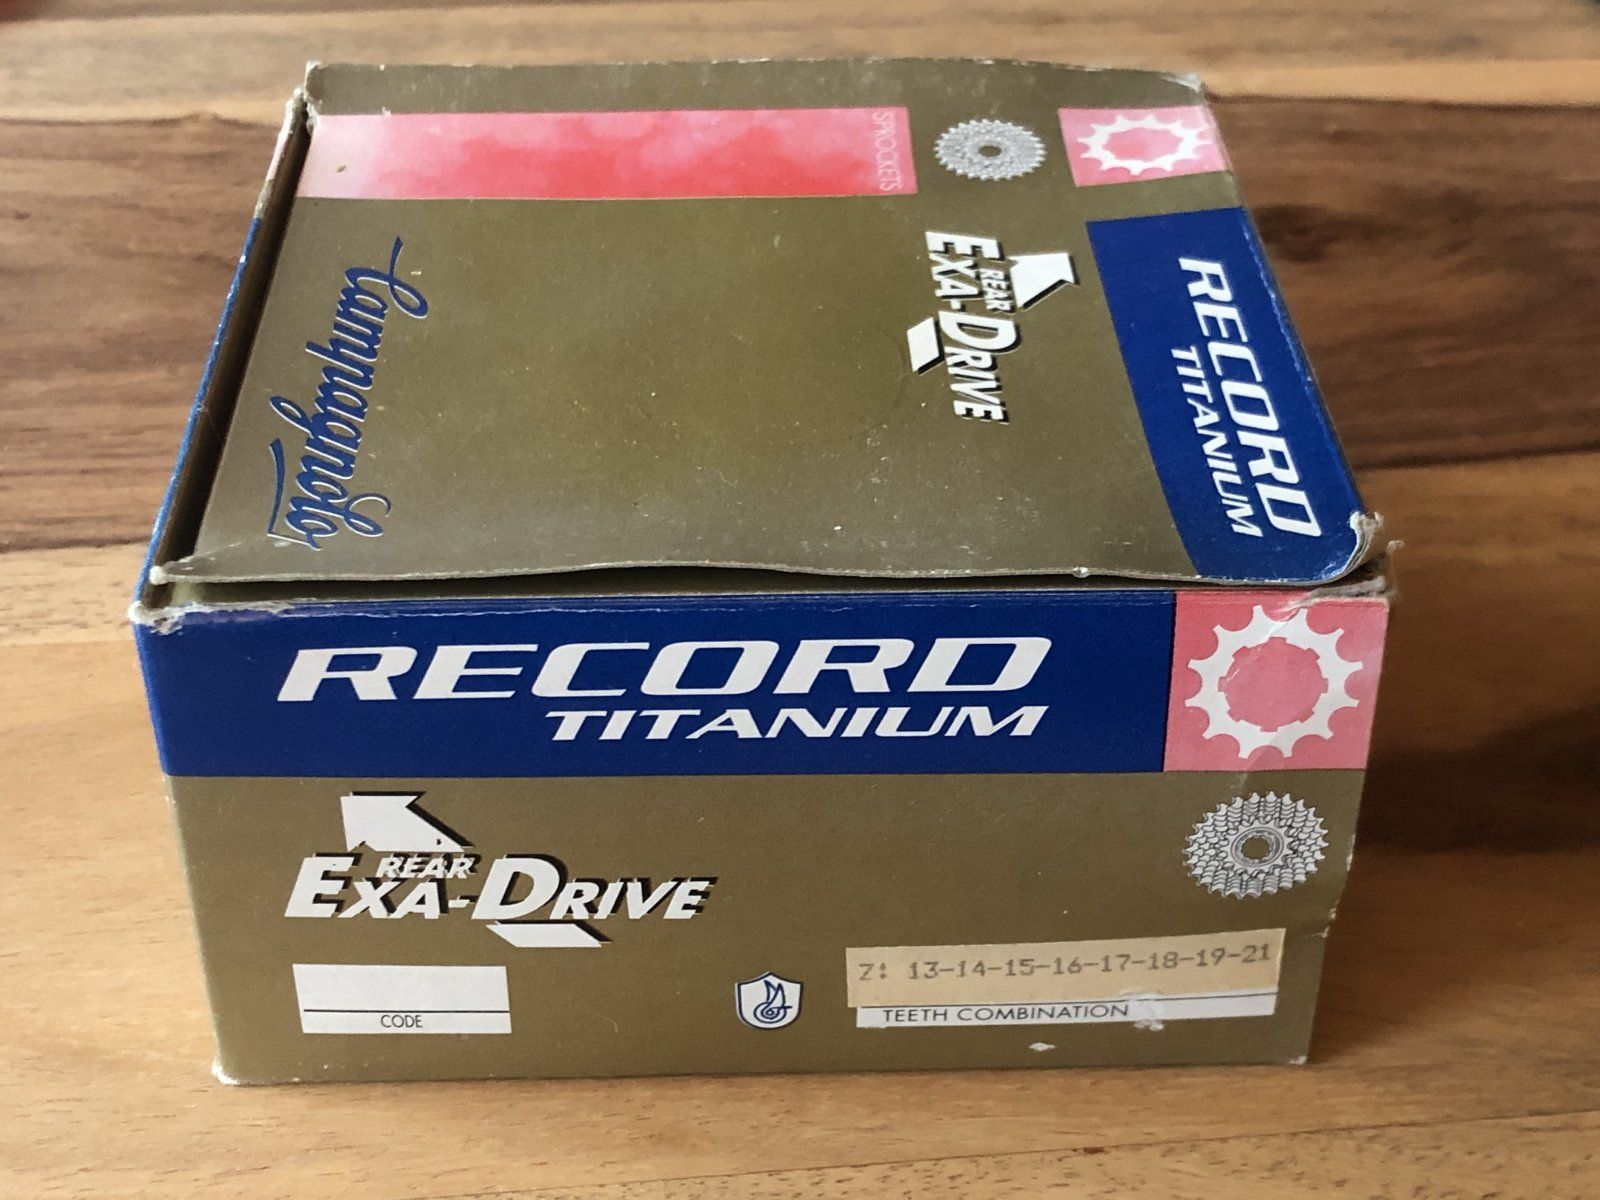 SPROCKETS
Campagnolo
REAR
EXA-DRIVE
RECORD
TITANIUM
RECORD
TITANIUM
REAR
EXA-DRIVE
CODE
Z: 13-14-15-16-17-18-19-21
TEETH COMBINATION